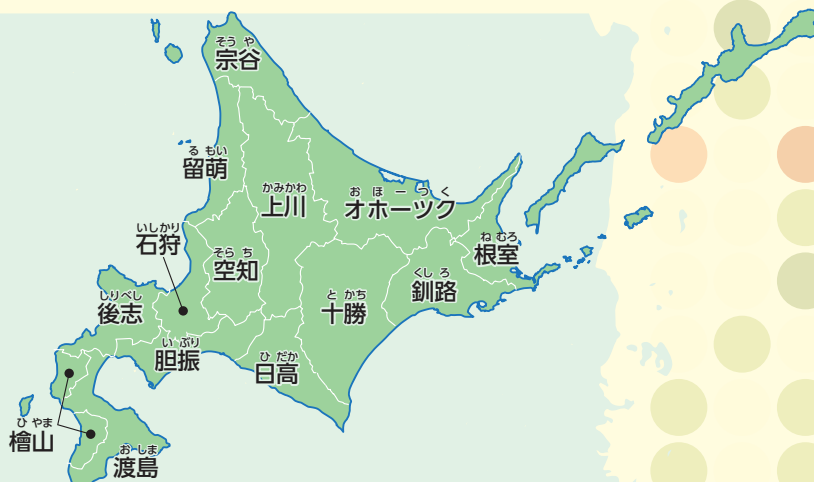 そうや
宗谷
るもい
留萌
かみかわ
上川
おほーつく
オホーツク
いしかり
石狩
そらち
空知
ねむろ
根室
くしろ
釧路
しりべし
後志
とかち
十勝
いぶり
胆振
ひだか
日高
ひやま
檜山
おしま
渡島